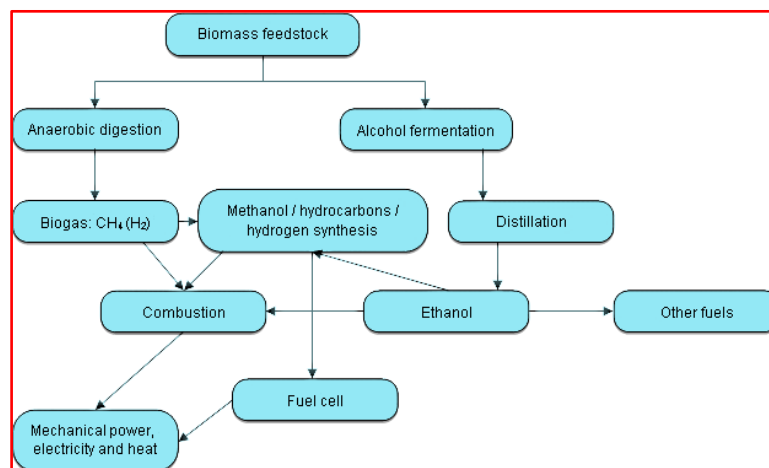 Biomass feedstock
Anaerobic digestion
Alcohol fermentation
Biogas: CH₄ (H₂)
Methanol / hydrocarbons /
hydrogen synthesis
Distillation
Combustion
Ethanol
Other fuels
Fuel cell
Mechanical power,
electricity and heat